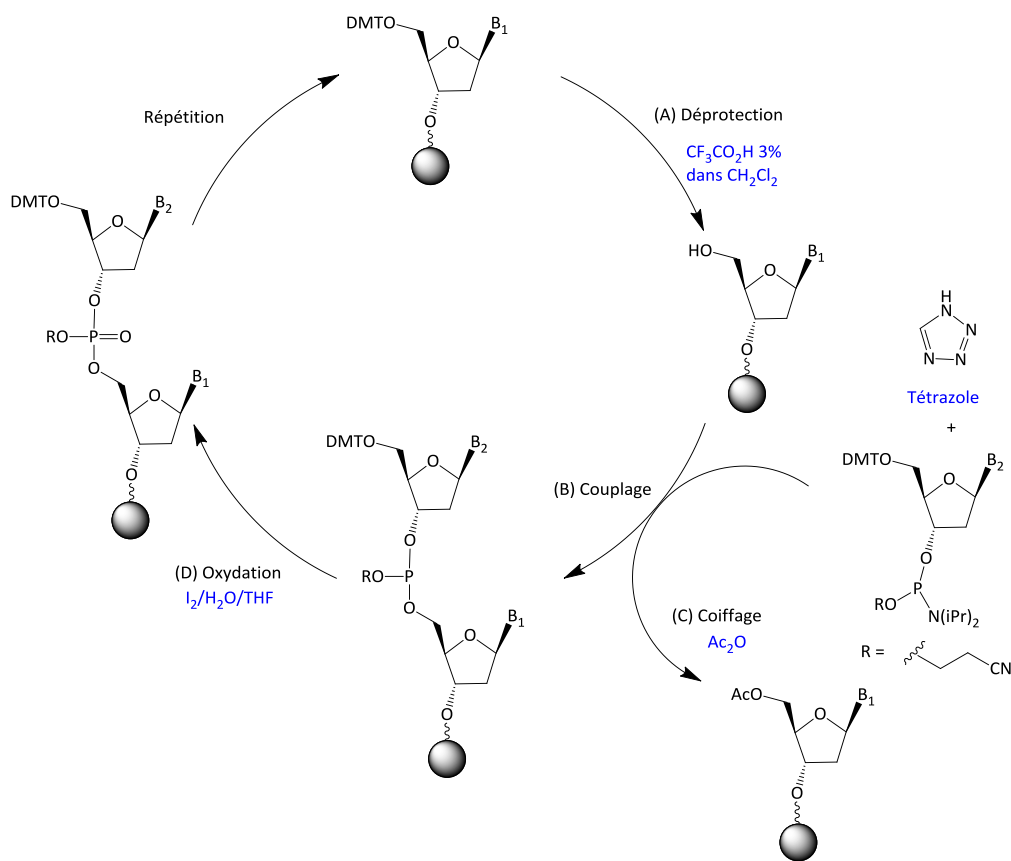 DMTO
O
B1
O
Répétition
(A) Déprotection
CF3CO2H 3%
dans CH2Cl2
DMTO
O
B2
O
RO
P
O
O
O
B1
O
HO
O
B1
O
H
N
N
N
N
Tétrazole
+
DMTO
O
B2
O
P
RO
N(iPr)2
R =
CN
(B) Couplage
DMTO
O
B2
O
RO
P
O
O
B1
O
(C) Coiffage
Ac2O
(D) Oxydation
I2/H2O/THF
AcO
O
B1
O